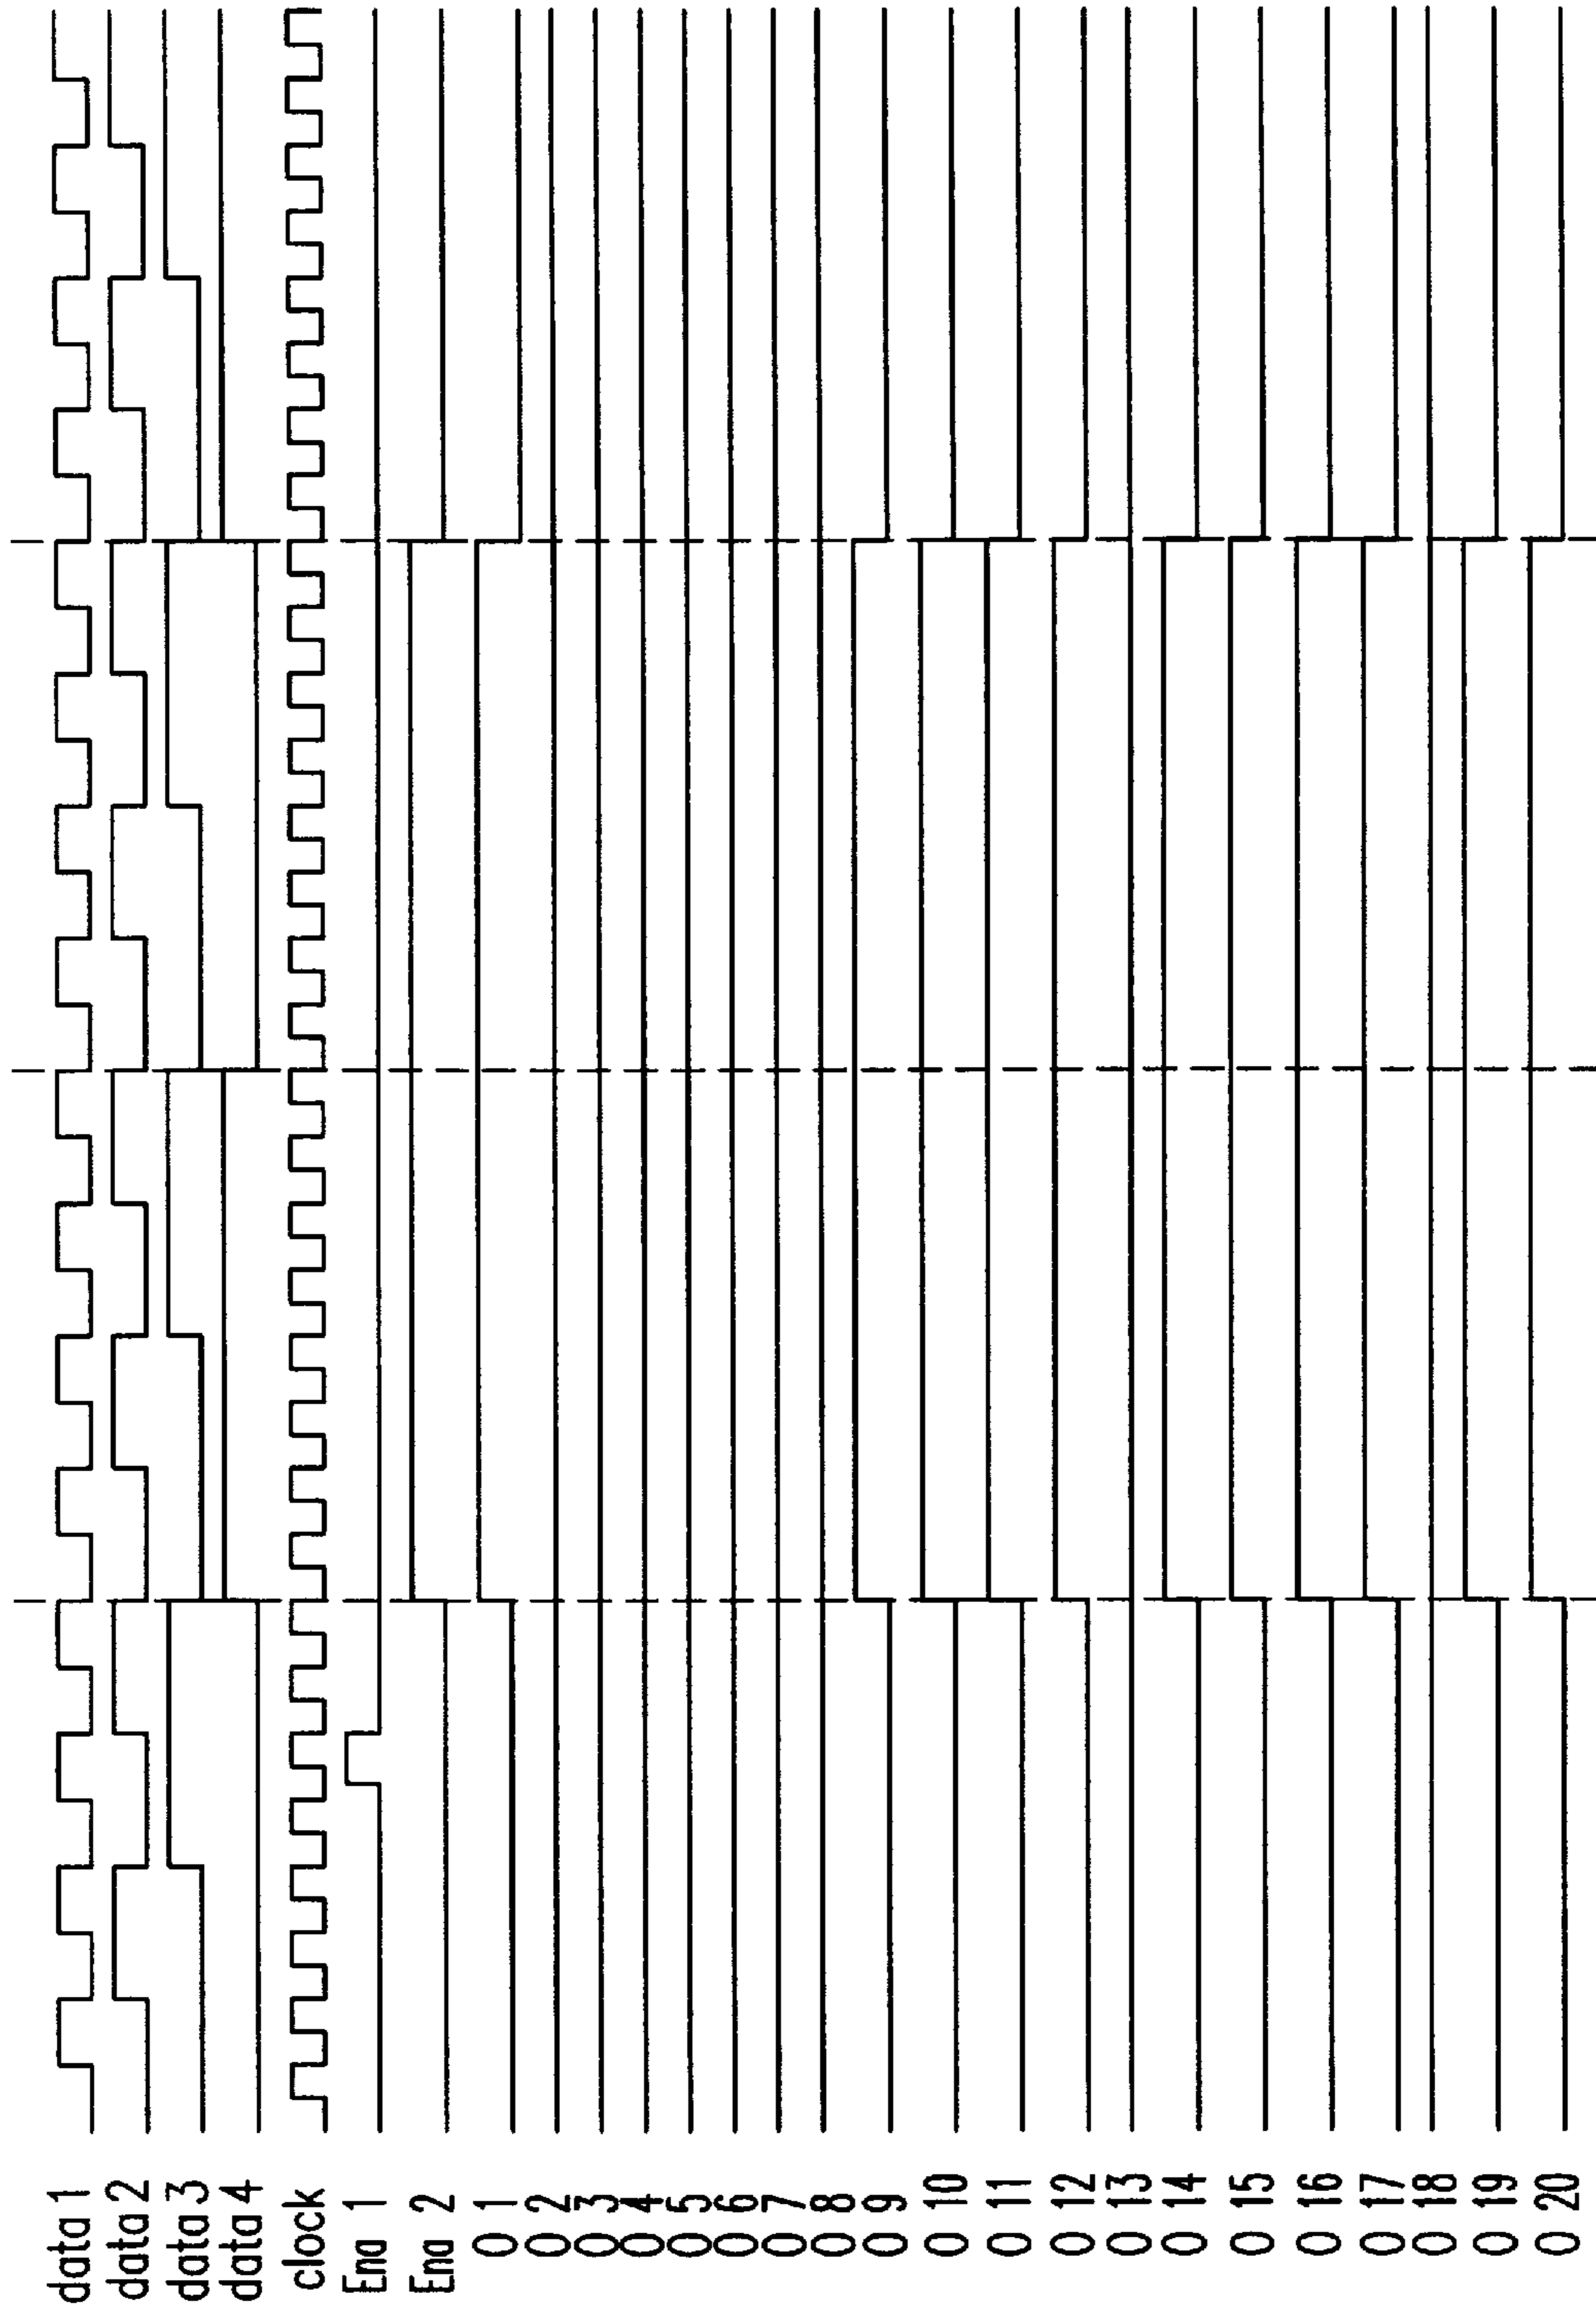 data 1
data 2
data 3
data 4
clock
Ena 1
Ena 2
O 1
O 2
O 3
O 4
O 5
O 6
O 7
O 8
O 9
O 10
O 11
O 12
O 13
O 14
O 15
O 16
O 17
O 18
O 19
O 20